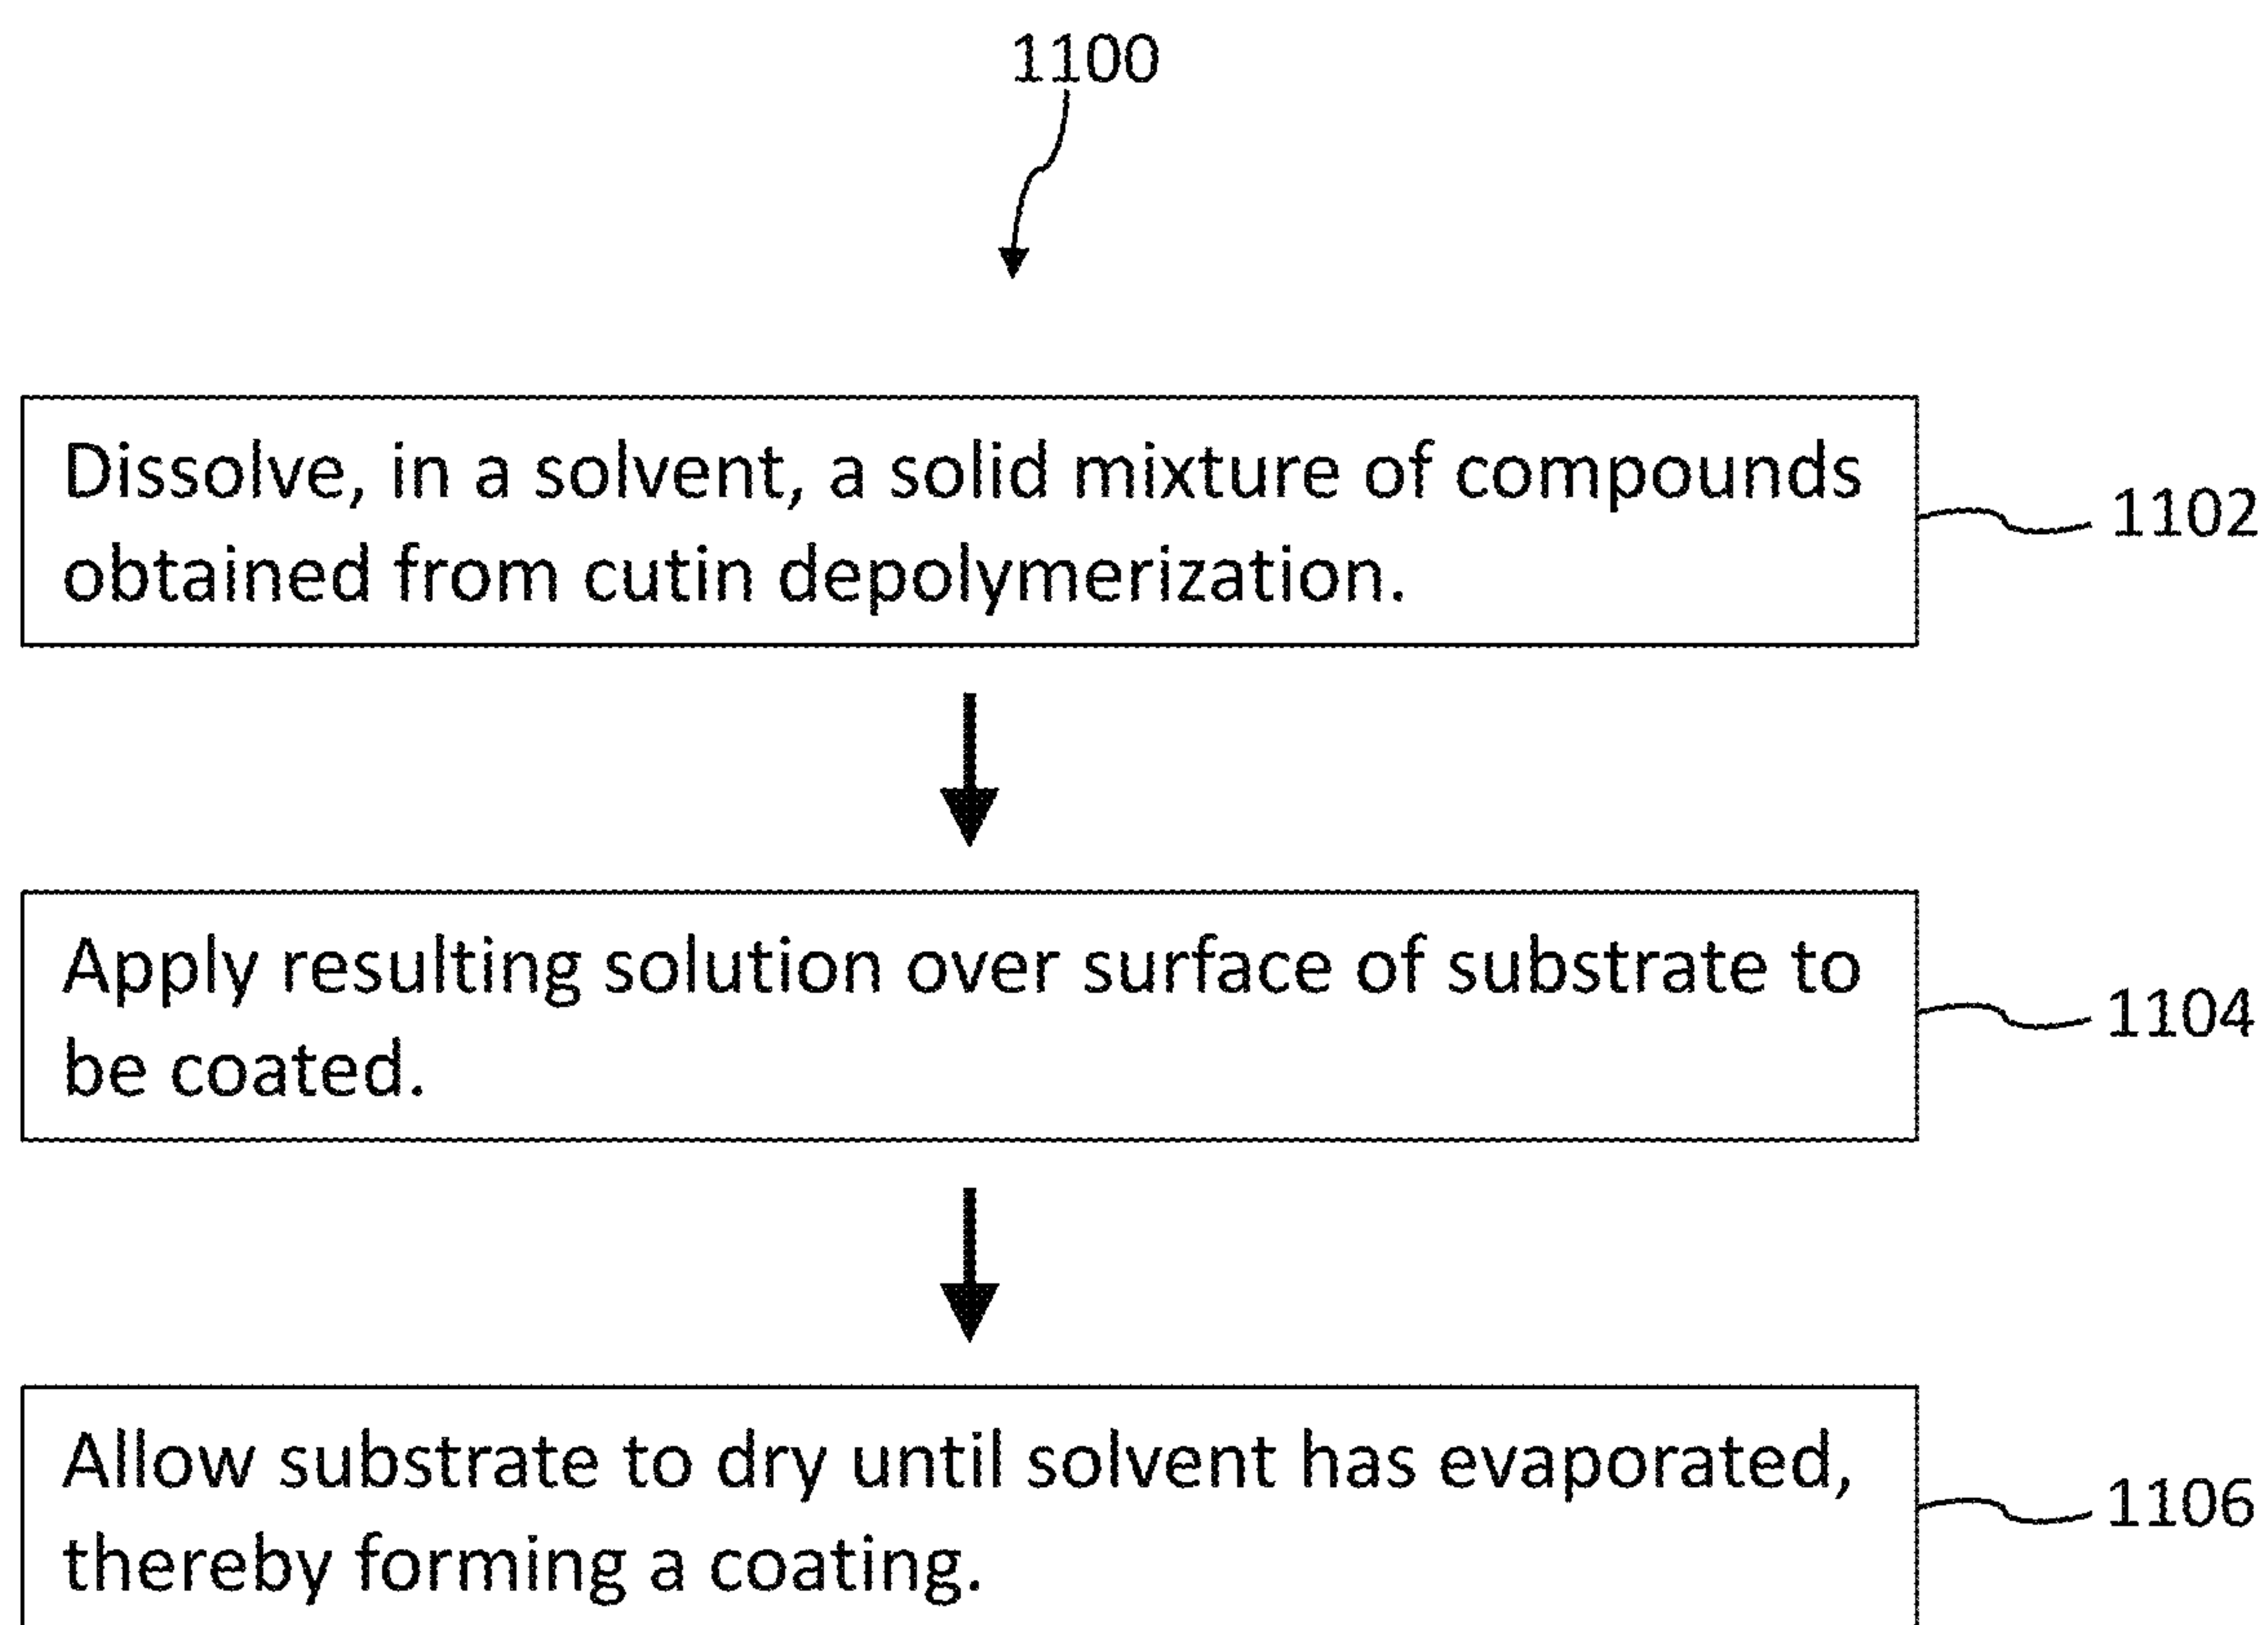 1100
Dissolve, in a solvent, a solid mixture of compounds
obtained from cutin depolymerization.
1102
Apply resulting solution over surface of substrate to
be coated.
1104
Allow substrate to dry until solvent has evaporated,
thereby forming a coating.
1106